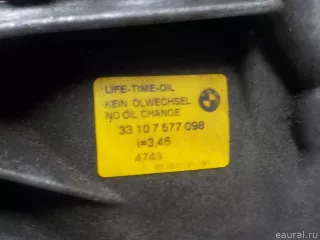 LIFE-TIME-OIL
KEIN ÖLWECHSEL
NO OIL CHANGE
33 10 7 577 098
i=3,46
4743
eaural.ru